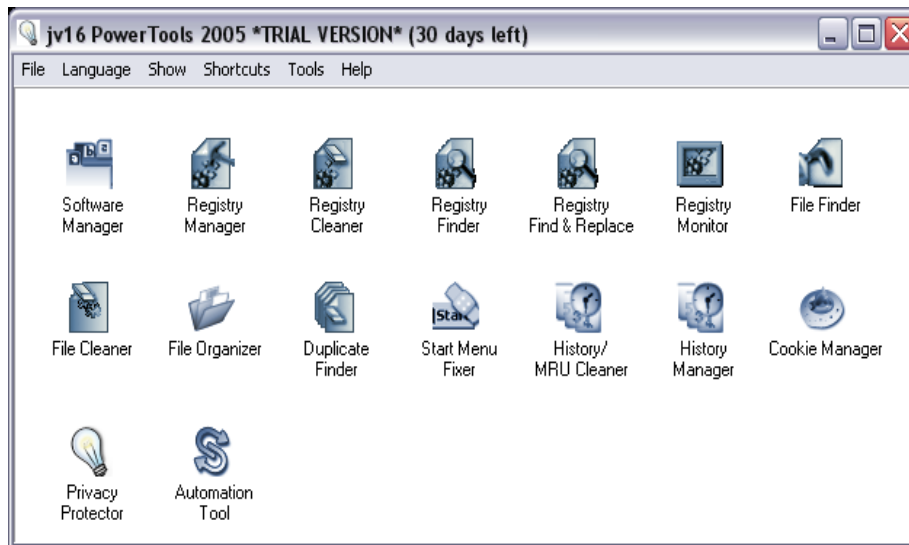 jv16 PowerTools 2005 *TRIAL VERSION* (30 days left)
File Language Show Shortcuts Tools Help
Software Manager
Registry Manager
Registry Cleaner
Registry Finder
Registry Find & Replace
Registry Monitor
File Finder
File Cleaner
File Organizer
Duplicate Finder
Start Menu Fixer
History/ MRU Cleaner
History Manager
Cookie Manager
Privacy Protector
Automation Tool